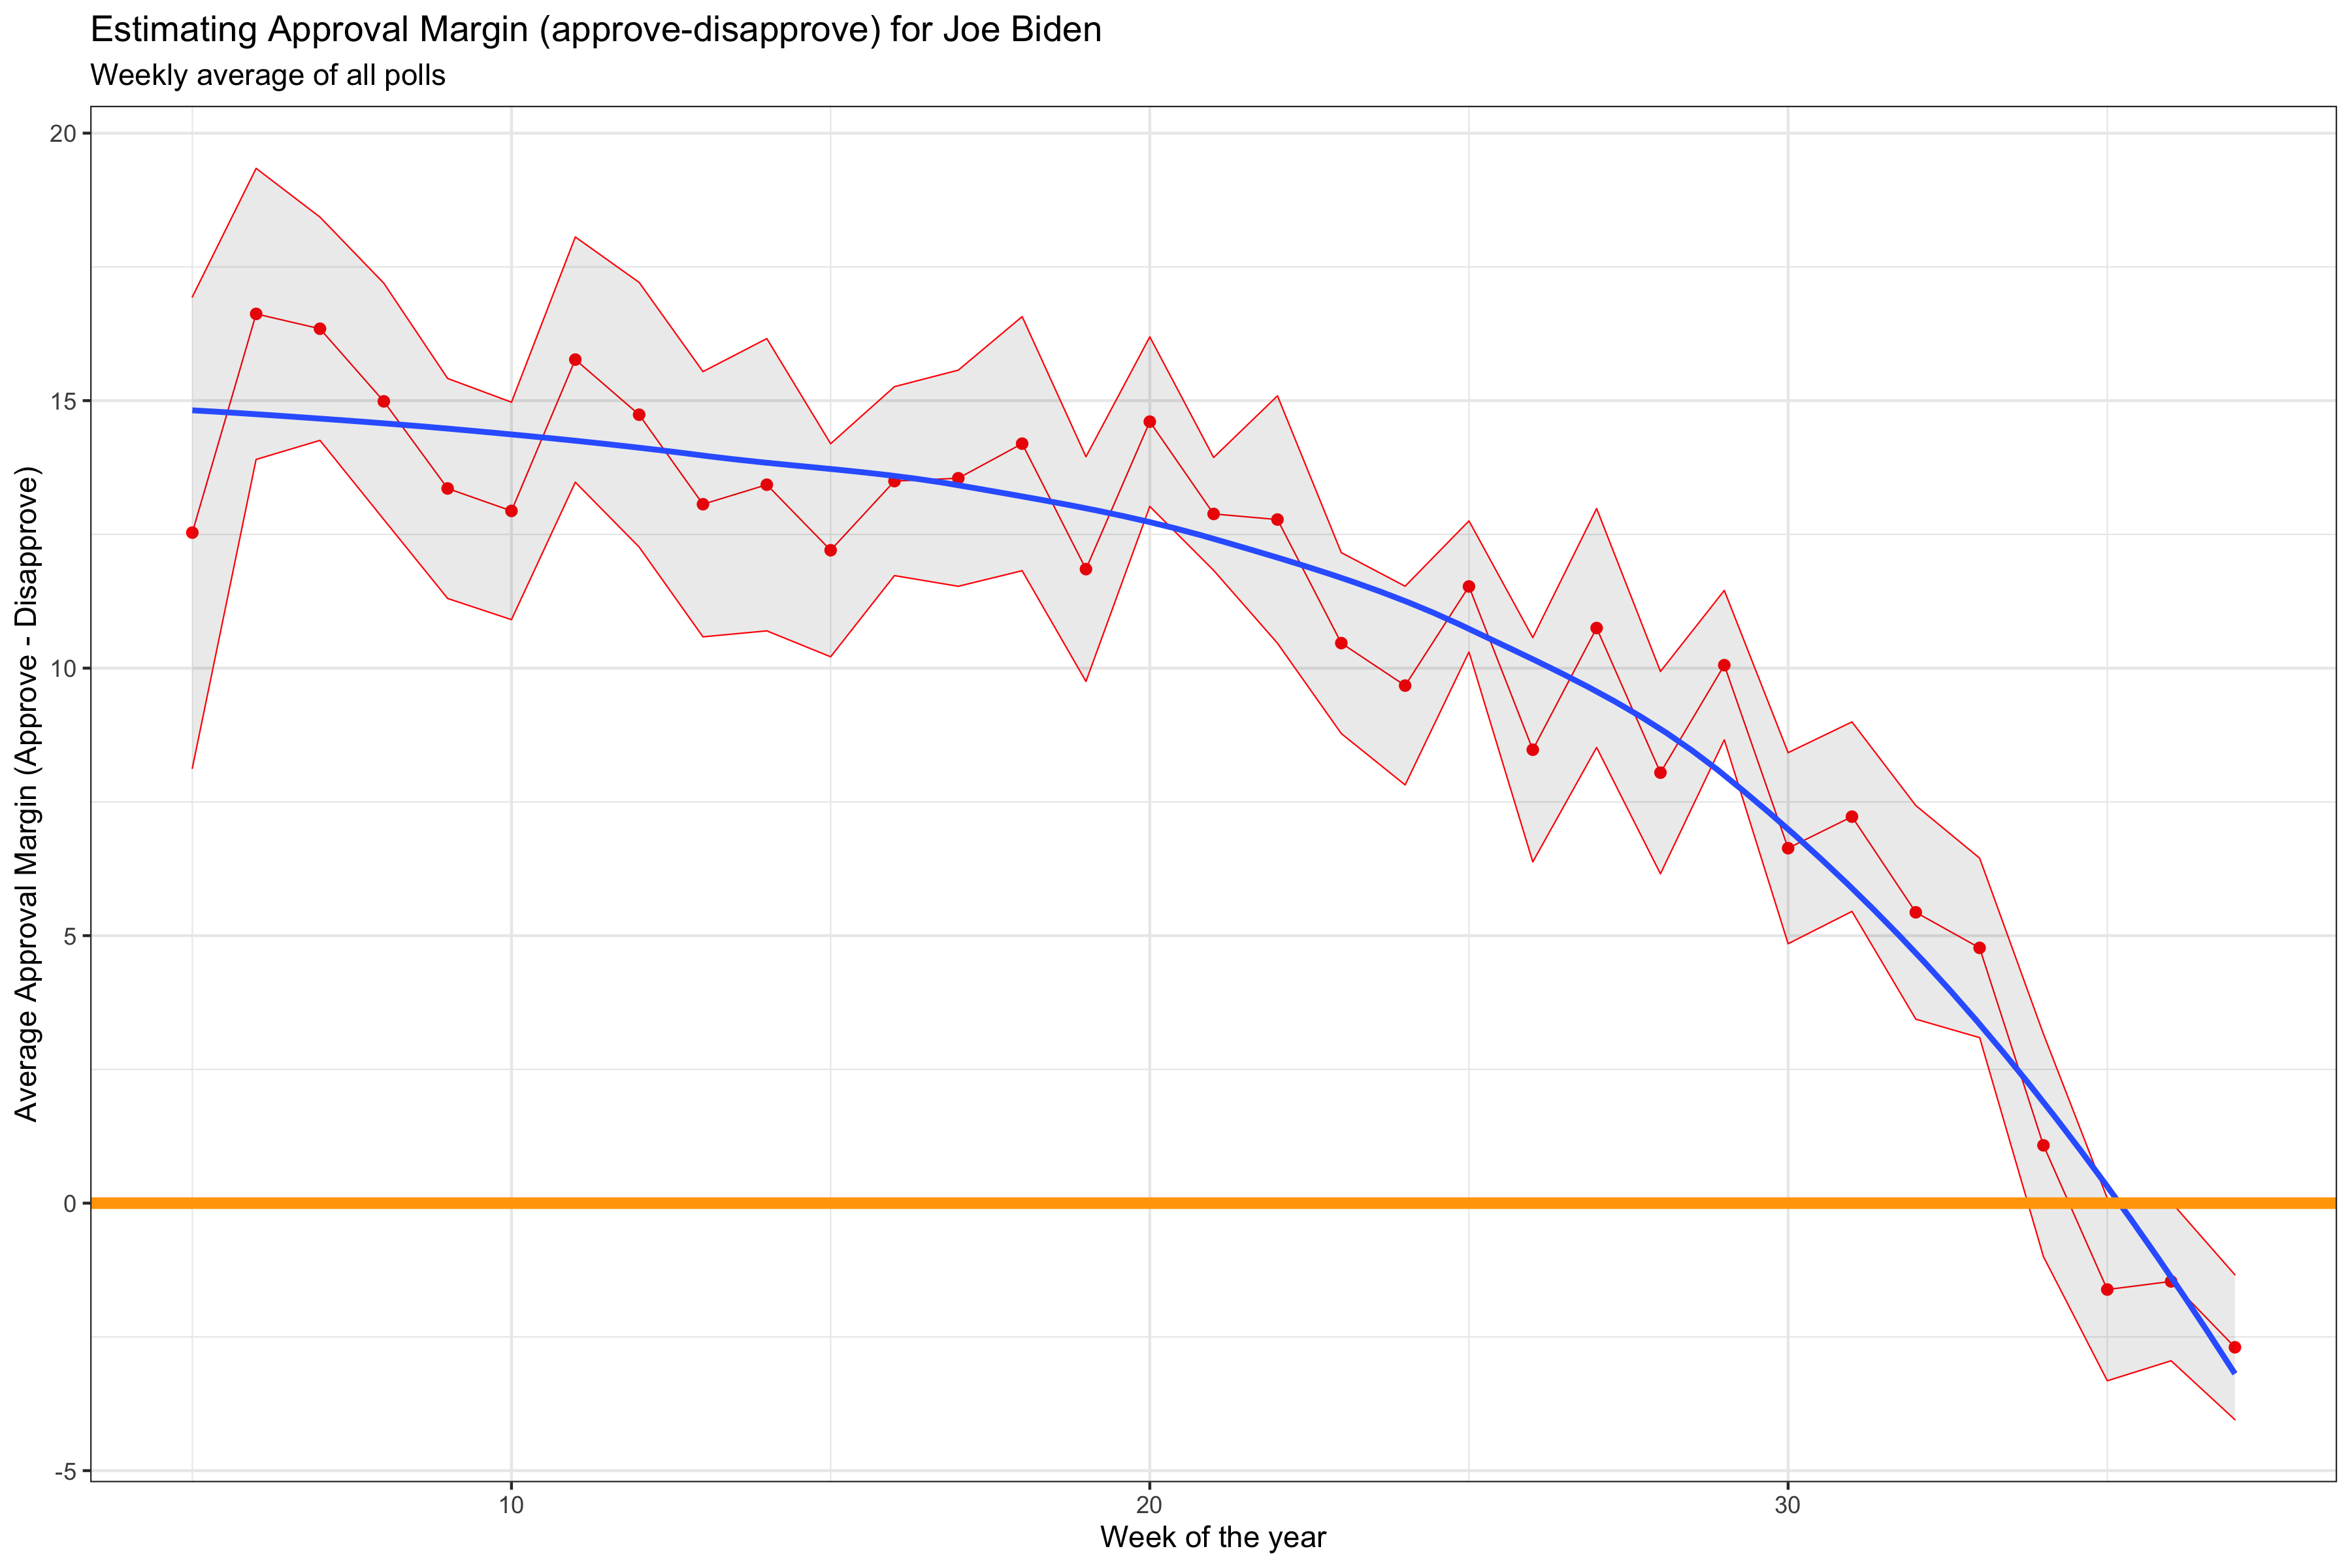 Estimating Approval Margin (approve-disapprove) for Joe Biden
Weekly average of all polls
Average Approval Margin (Approve - Disapprove)
20
15
10
5
0
-5
10
20
30
Week of the year